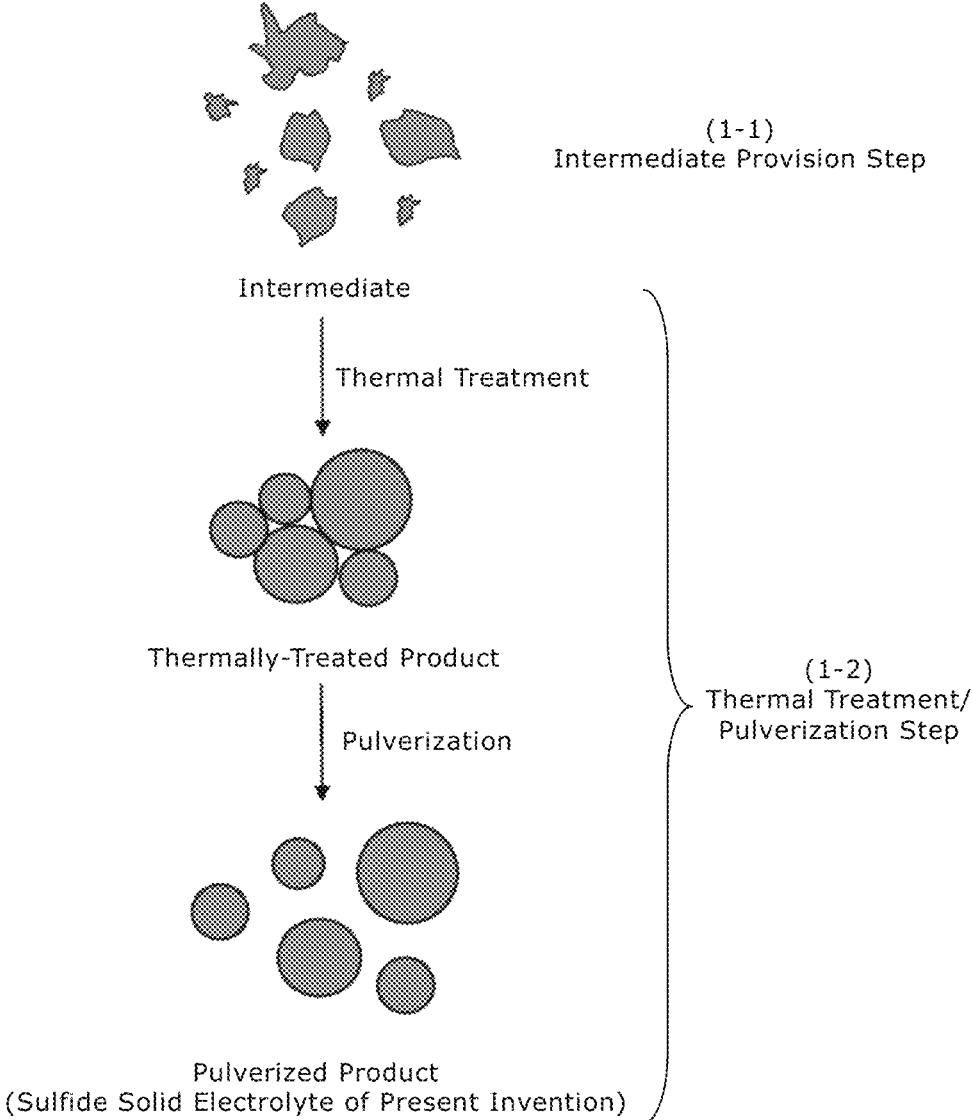 (1-1)
Intermediate Provision Step
Intermediate
Thermal Treatment
Thermally-Treated Product
(1-2)
Thermal Treatment/
Pulverization Step
Pulverization
Pulverized Product
(Sulfide Solid Electrolyte of Present Invention)